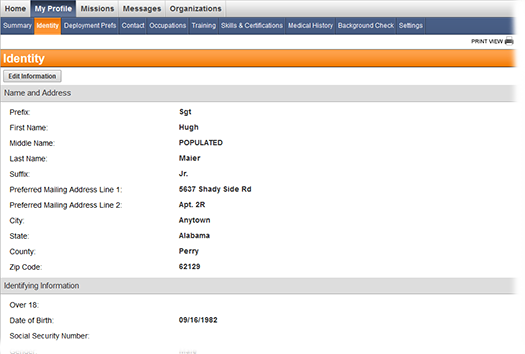 Home My Profile Missions Messages Organizations
Summary Identity Deployment Prefs Contact Occupations Training Skills & Certifications Medical History Background Check Settings
PRINT VIEW
Identity
Edit Information
Name and Address
Prefix: Sgt
First Name: Hugh
Middle Name: POPULATED
Last Name: Maier
Suffix: Jr.
Preferred Mailing Address Line 1: 5637 Shady Side Rd
Preferred Mailing Address Line 2: Apt. 2R
City: Anytown
State: Alabama
County: Perry
Zip Code: 62129
Identifying Information
Over 18:
Date of Birth: 09/16/1982
Social Security Number: